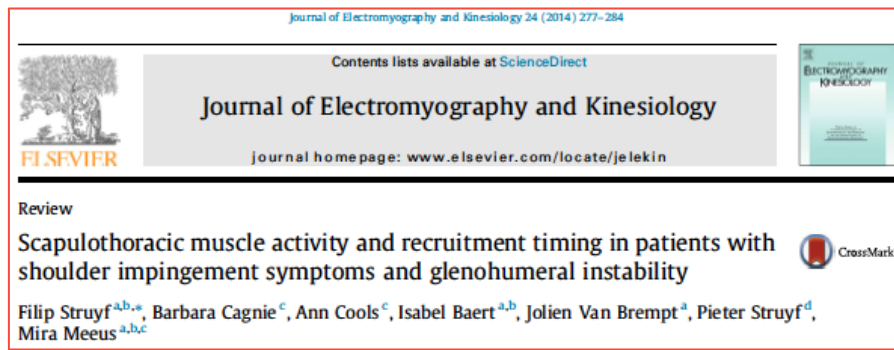 Journal of Electromyography and Kinesiology 24 (2014) 277–284
Contents lists available at ScienceDirect
Journal of Electromyography and Kinesiology
journal homepage: www.elsevier.com/locate/jelekin
ELSEVIER
JOURNAL OF
ELECTROMYOGRAPHY
AND
KINESIOLOGY
Review
Scapulothoracic muscle activity and recruitment timing in patients with
shoulder impingement symptoms and glenohumeral instability
CrossMark
Filip Struyf a,b,*, Barbara Cagnie c, Ann Cools c, Isabel Baert a,b, Jolien Van Brempt a, Pieter Struyf d,
Mira Meeus a,b,c